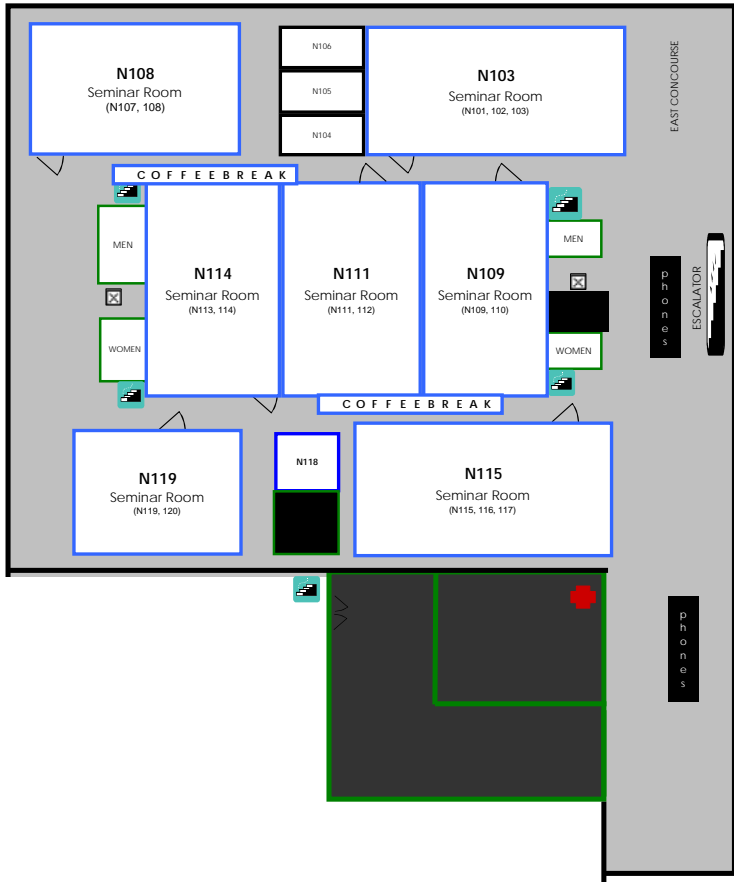 N108
Seminar Room
(N107, 108)
N106
N105
N104
N103
Seminar Room
(N101, 102, 103)
EAST CONCOURSE
COFFEEBREAK
MEN
WOMEN
N114
Seminar Room
(N113, 114)
N111
Seminar Room
(N111, 112)
N109
Seminar Room
(N109, 110)
MEN
WOMEN
phones
ESCALATOR
COFFEEBREAK
N119
Seminar Room
(N119, 120)
N118
N115
Seminar Room
(N115, 116, 117)
phones